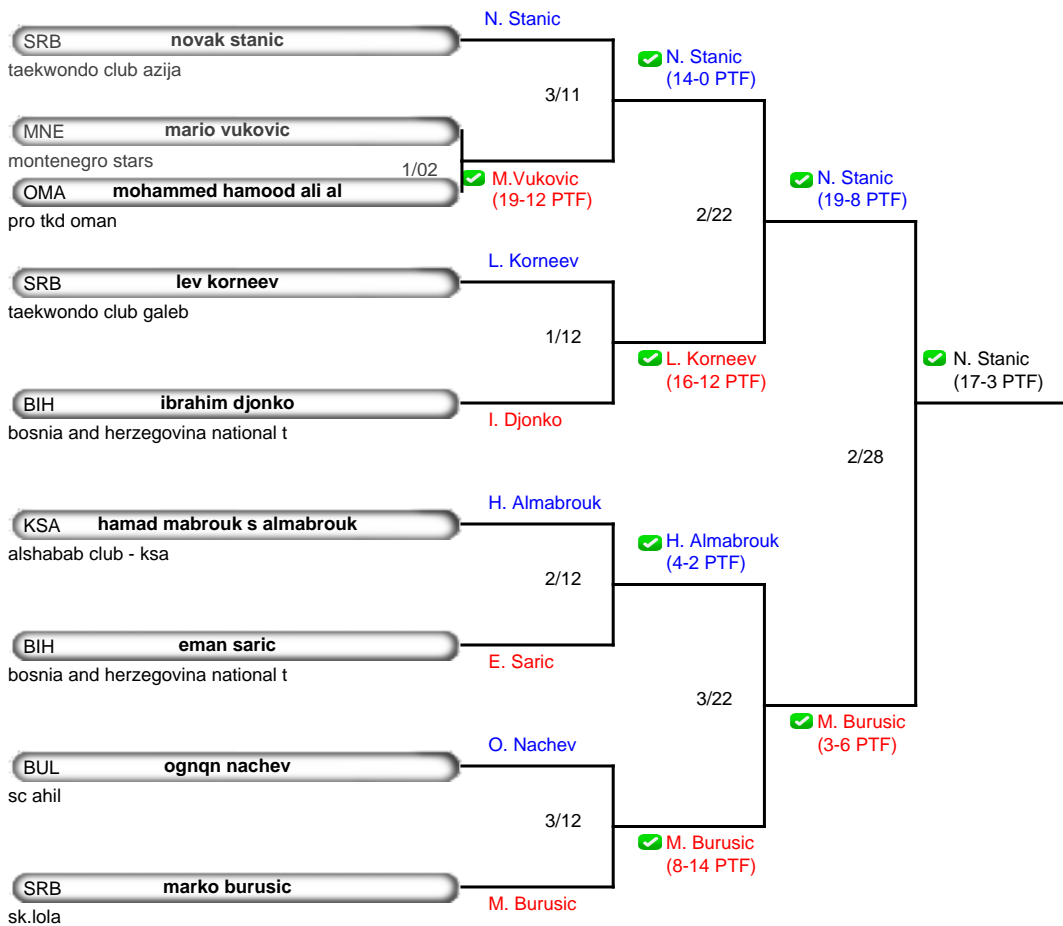 N. Stanic
SRB novak stanic
taekwondo club azija
N. Stanic
(14-0 PTF)
3/11
MNE mario vukovic
montenegro stars
1/02
M.Vukovic
(19-12 PTF)
OMA mohammed hamood ali al
pro tkd oman
N. Stanic
(19-8 PTF)
2/22
L. Korneev
SRB lev korneev
taekwondo club galeb
1/12
L. Korneev
(16-12 PTF)
N. Stanic
(17-3 PTF)
BIH ibrahim djonko
I. Djonko
bosnia and herzegovina national t
2/28
H. Almabrouk
KSA hamad mabrouk s almabrouk
alshabab club - ksa
H. Almabrouk
(4-2 PTF)
2/12
BIH eman saric
E. Saric
bosnia and herzegovina national t
3/22
M. Burusic
(3-6 PTF)
O. Nachev
BUL ognqn nachev
sc ahil
3/12
M. Burusic
(8-14 PTF)
SRB marko burusic
M. Burusic
sk.lola